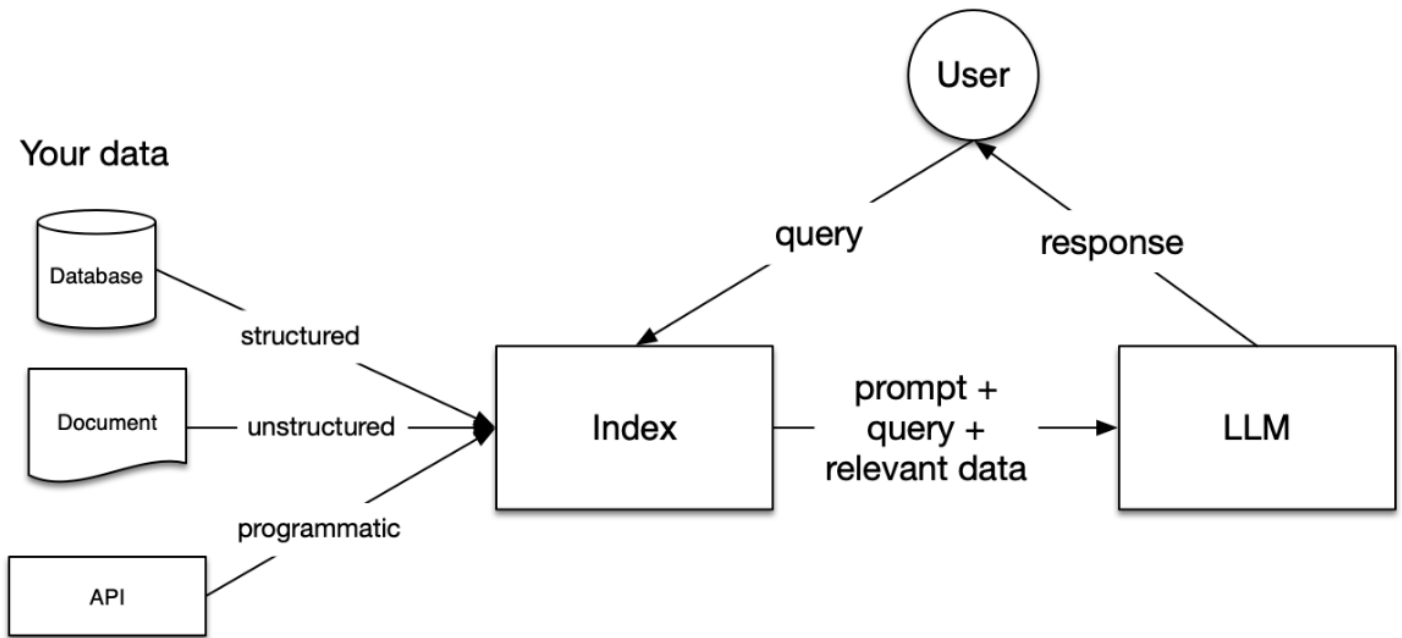 User
Your data
query
response
Database
structured
Document
unstructured
Index
prompt +
query +
relevant data
LLM
programmatic
API